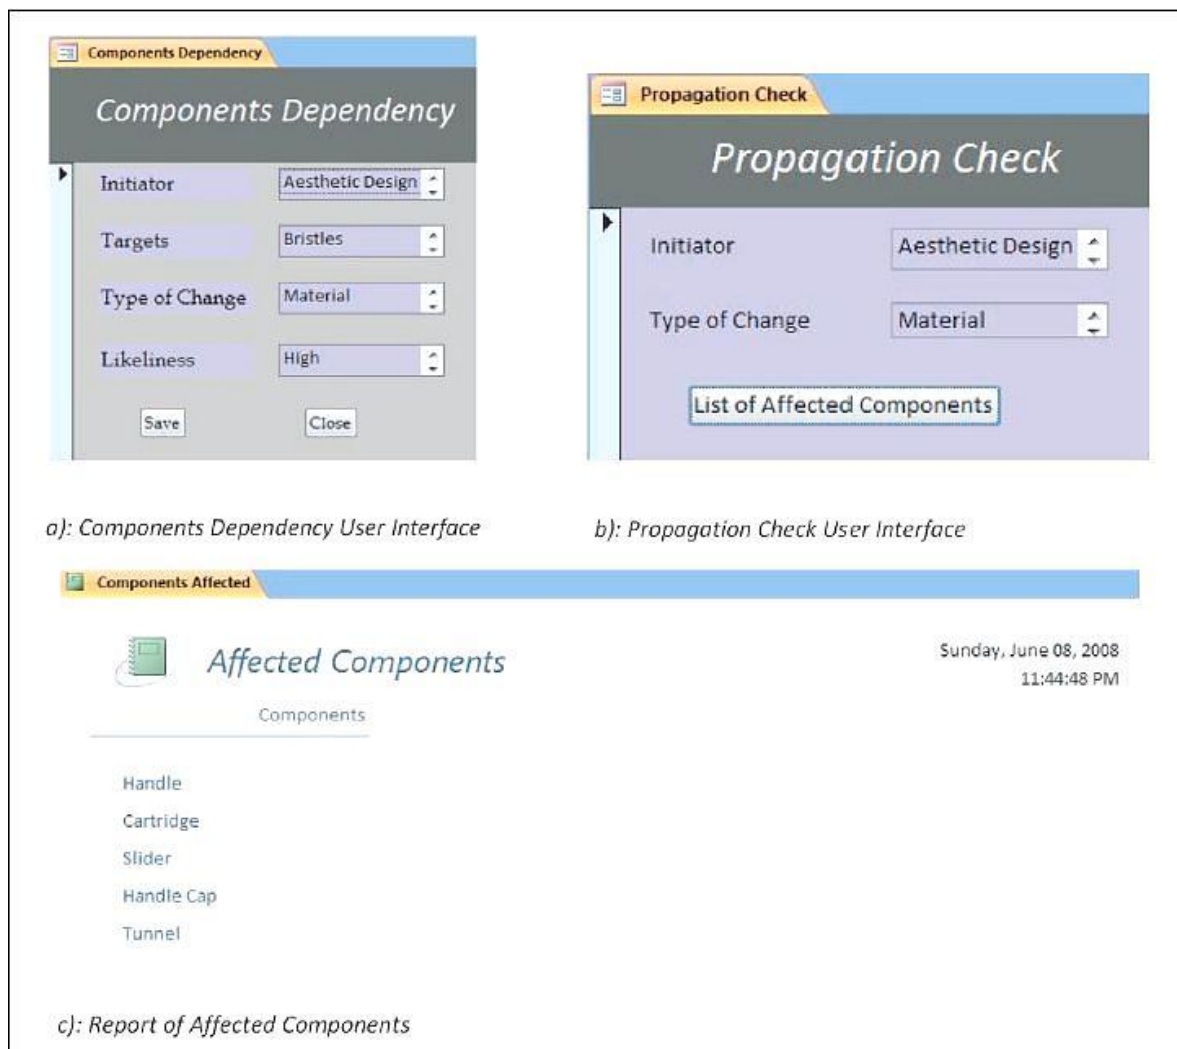 Components Dependency
Components Dependency
Initiator Aesthetic Design
Targets Bristles
Type of Change Material
Likeliness High
Save Close
a): Components Dependency User Interface
Propagation Check
Propagation Check
Initiator Aesthetic Design
Type of Change Material
List of Affected Components
b): Propagation Check User Interface
Components Affected
Affected Components
Sunday, June 08, 2008
11:44:48 PM
Components
Handle
Cartridge
Slider
Handle Cap
Tunnel
c): Report of Affected Components